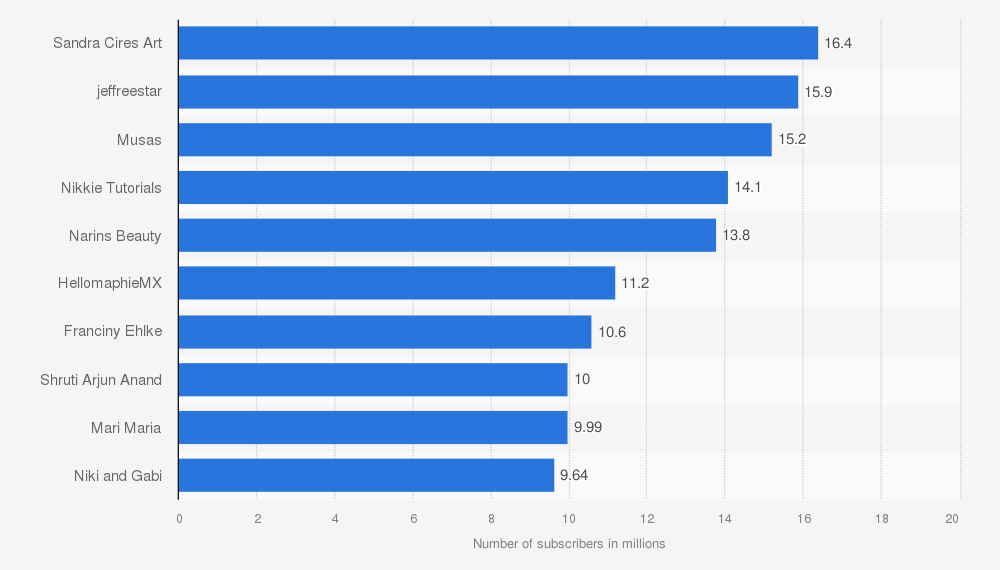 Sandra Cires Art 16.4
jeffreestar 15.9
Musas 15.2
Nikkie Tutorials 14.1
Narins Beauty 13.8
HellomaphieMX 11.2
Franciny Ehlke 10.6
Shruti Arjun Anand 10
Mari Maria 9.99
Niki and Gabi 9.64
0 2 4 6 8 10 12 14 16 18 20
Number of subscribers in millions